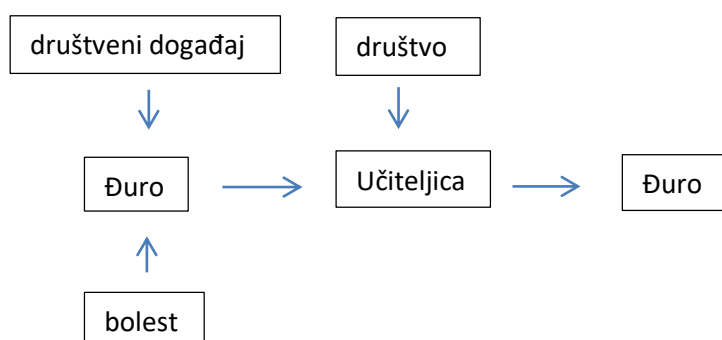 društveni događaj
društvo
Đuro
Učiteljica
Đuro
bolest